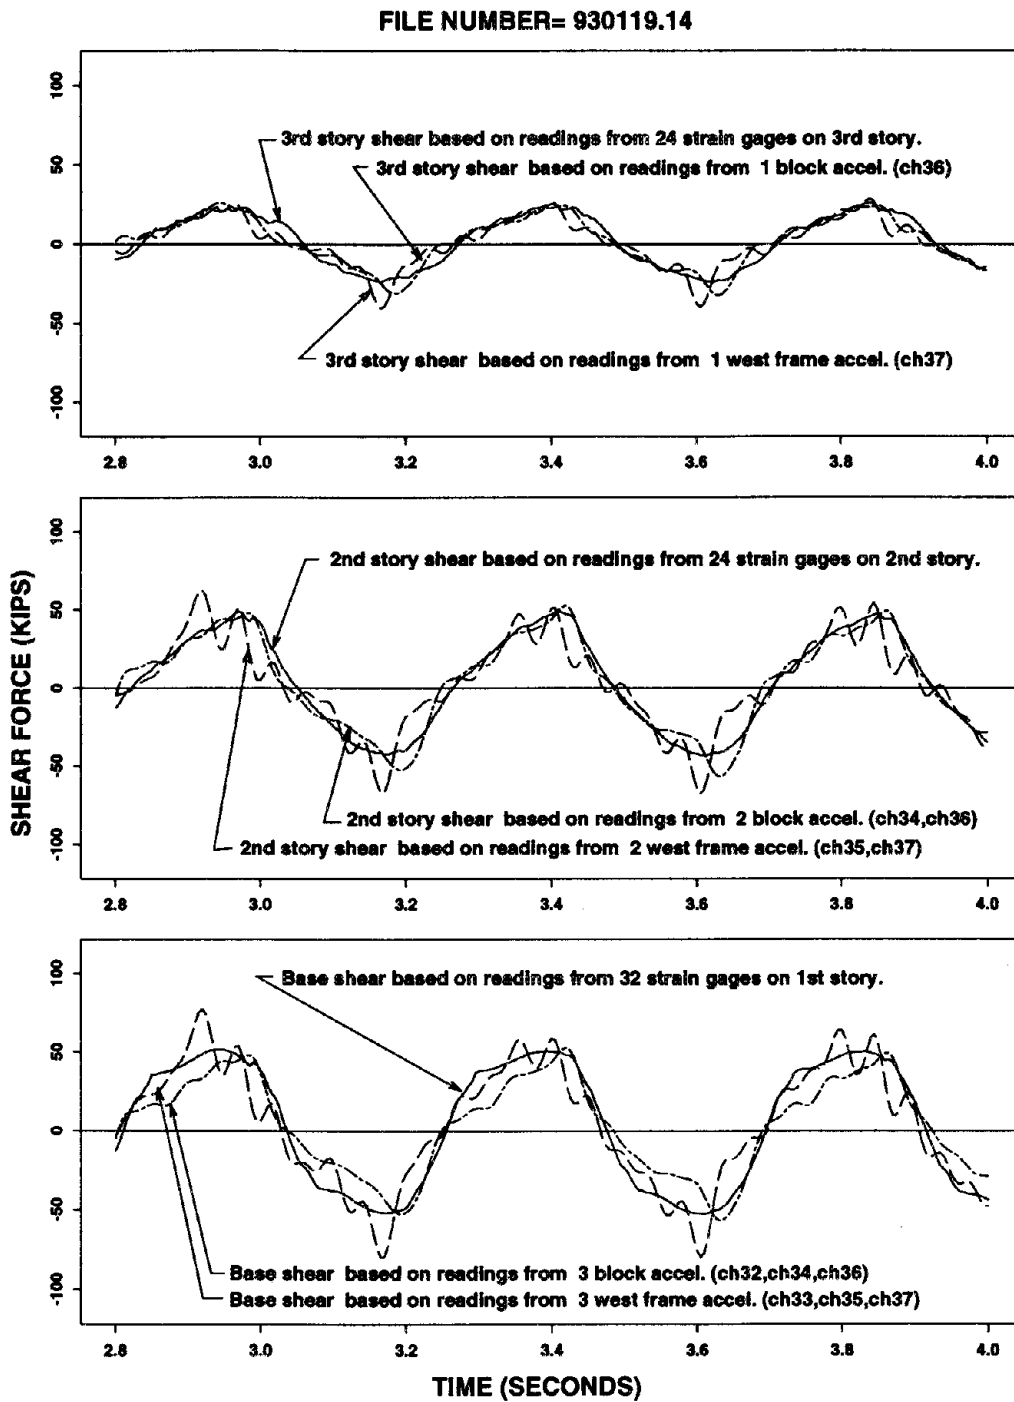 FILE NUMBER= 930119.14
100
50
0
-50
-100
3rd story shear based on readings from 24 strain gages on 3rd story.
3rd story shear based on readings from 1 block accel. (ch36)
3rd story shear based on readings from 1 west frame accel. (ch37)
2.8 3.0 3.2 3.4 3.6 3.8 4.0
SHEAR FORCE (KIPS)
100
50
0
-50
-100
2nd story shear based on readings from 24 strain gages on 2nd story.
2nd story shear based on readings from 2 block accel. (ch34,ch36)
2nd story shear based on readings from 2 west frame accel. (ch35,ch37)
2.8 3.0 3.2 3.4 3.6 3.8 4.0
100
50
0
-50
-100
Base shear based on readings from 32 strain gages on 1st story.
Base shear based on readings from 3 block accel. (ch32,ch34,ch36)
Base shear based on readings from 3 west frame accel. (ch33,ch35,ch37)
2.8 3.0 3.2 3.4 3.6 3.8 4.0
TIME (SECONDS)